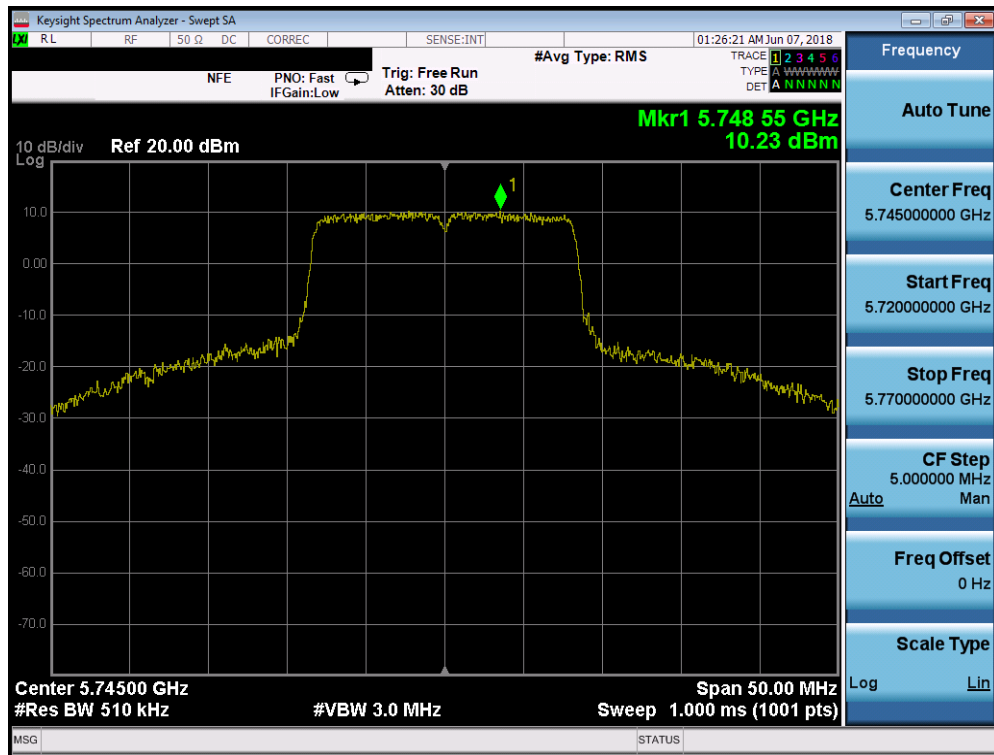 Keysight Spectrum Analyzer - Swept SA
LXI RL RF 50 Ω DC CORREC SENSE:INT 01:26:21 AM Jun 07, 2018
#Avg Type: RMS TRACE 1 2 3 4 5 6
NFE PNO: Fast Trig: Free Run TYPE A WWWWW
IFGain:Low Atten: 30 dB DET A N N N N N
Mkr1 5.748 55 GHz
10.23 dBm
10 dB/div Ref 20.00 dBm
Log
1
10.0
0.00
-10.0
-20.0
-30.0
-40.0
-50.0
-60.0
-70.0
Center 5.74500 GHz Span 50.00 MHz
#Res BW 510 kHz #VBW 3.0 MHz Sweep 1.000 ms (1001 pts)
MSG STATUS
Frequency
Auto Tune
Center Freq
5.745000000 GHz
Start Freq
5.720000000 GHz
Stop Freq
5.770000000 GHz
CF Step
5.000000 MHz
Auto Man
Freq Offset
0 Hz
Scale Type
Log Lin